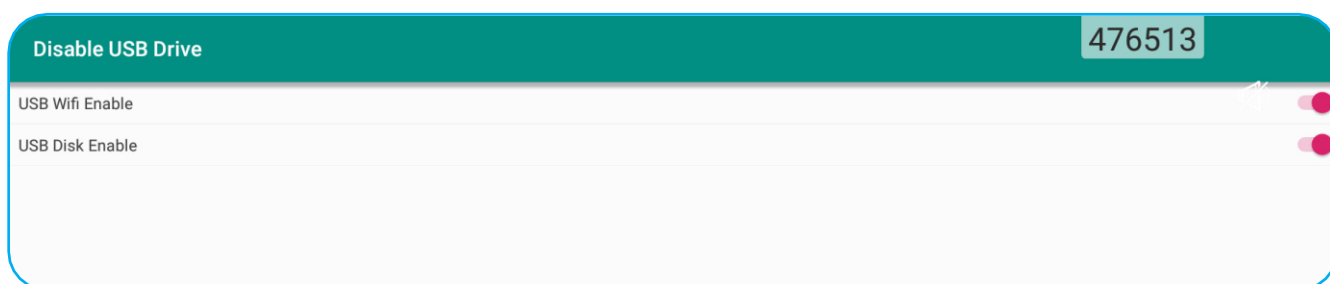 Disable USB Drive
476513
USB Wifi Enable
USB Disk Enable